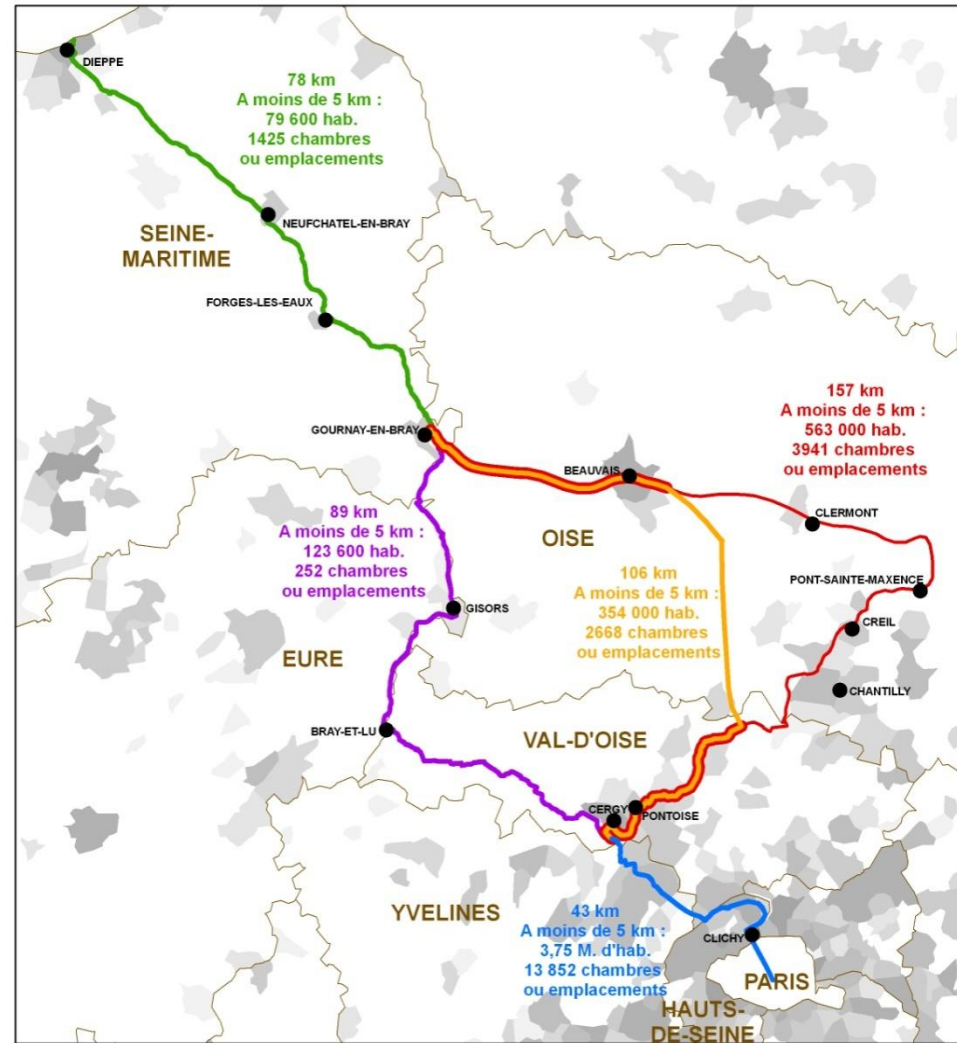 DIEPPE
78 km
A moins de 5 km :
79 600 hab.
1425 chambres
ou emplacements
NEUFCHATEL-EN-BRAY
SEINE-
MARITIME
FORGES-LES-EAUX
157 km
A moins de 5 km :
563 000 hab.
3941 chambres
ou emplacements
GOURNAY-EN-BRAY
BEAUVAIS
CLERMONT
89 km
A moins de 5 km :
123 600 hab.
252 chambres
ou emplacements
OISE
106 km
A moins de 5 km :
354 000 hab.
2668 chambres
ou emplacements
PONT-SAINTE-MAXENCE
GISORS
CREIL
EURE
CHANTILLY
BRAY-ET-LU
VAL-D'OISE
CERGY
PONTOISE
YVELINES
43 km
A moins de 5 km :
3,75 M. d'hab.
13 852 chambres
ou emplacements
CLICHY
PARIS
HAUTS-
DE-SEINE